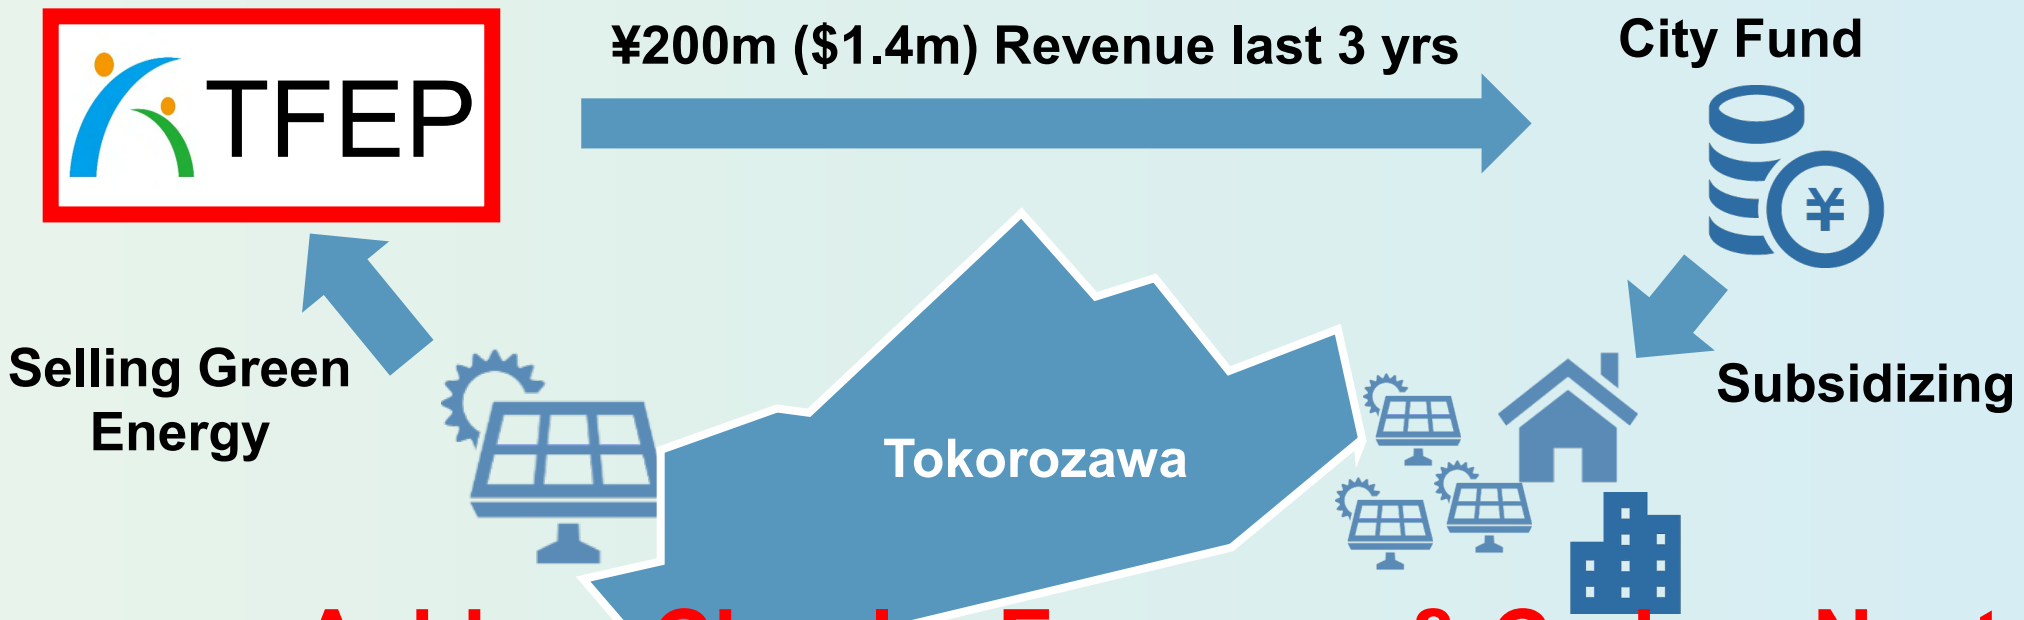 TFEP
¥200m ($1.4m) Revenue last 3 yrs
City Fund
¥
Selling Green
Energy
Subsidizing
Tokorozawa